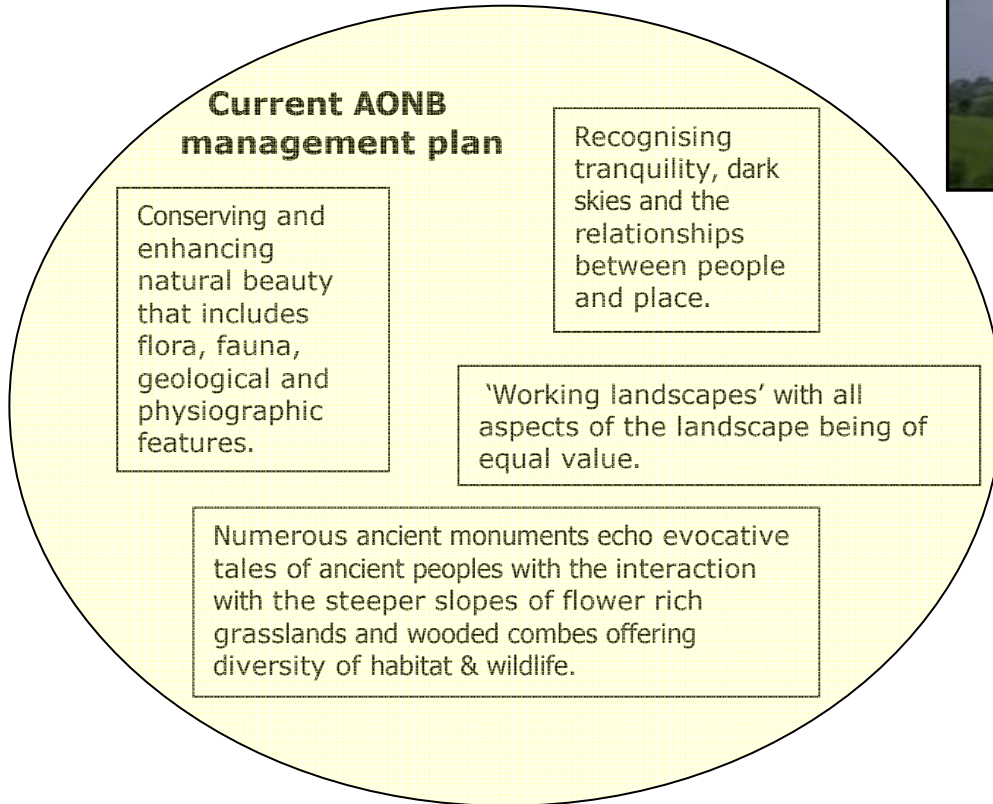 Current AONB
management plan
Conserving and
enhancing
natural beauty
that includes
flora, fauna,
geological and
physiographic
features.
Recognising
tranquility, dark
skies and the
relationships
between people
and place.
‘Working landscapes’ with all
aspects of the landscape being of
equal value.
Numerous ancient monuments echo evocative
tales of ancient peoples with the interaction
with the steeper slopes of flower rich
grasslands and wooded combes offering
diversity of habitat & wildlife.